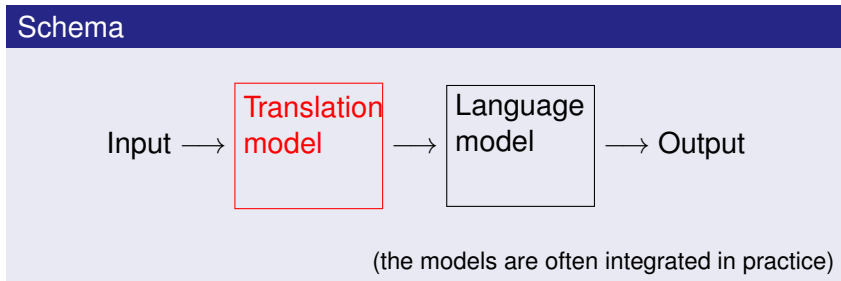 Schema
Input → Translation model → Language model → Output
(the models are often integrated in practice)